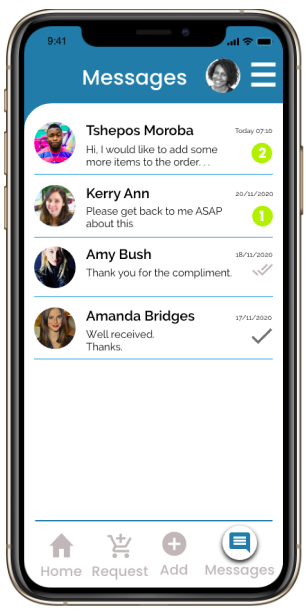 9:41
Messages
Tshepos Moroba
Today 07:10
Hi, I would like to add some
more items to the order. . .
2
Kerry Ann
20/11/2020
Please get back to me ASAP
about this
1
Amy Bush
18/11/2020
Thank you for the compliment.
Amanda Bridges
17/11/2020
Well received.
Thanks.
Home Request Add Messages